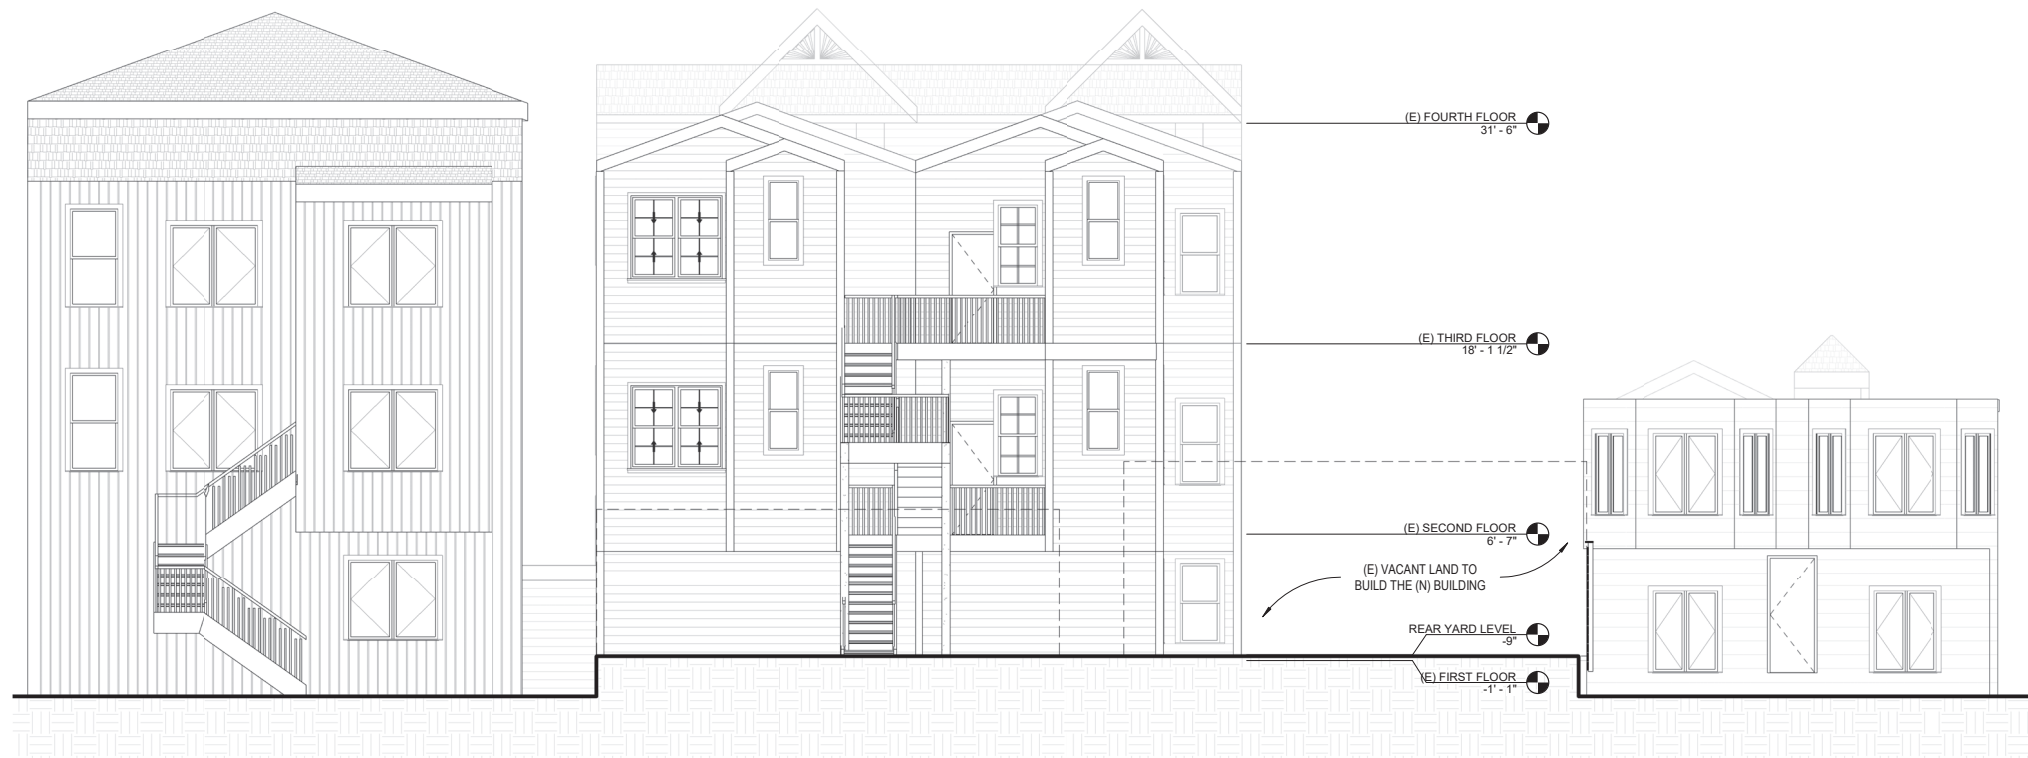 (E) FOURTH FLOOR
31' - 6"
(E) THIRD FLOOR
18' - 1 1/2"
(E) SECOND FLOOR
6' - 7"
(E) VACANT LAND TO
BUILD THE (N) BUILDING
REAR YARD LEVEL
-9"
(E) FIRST FLOOR
-1' - 1"